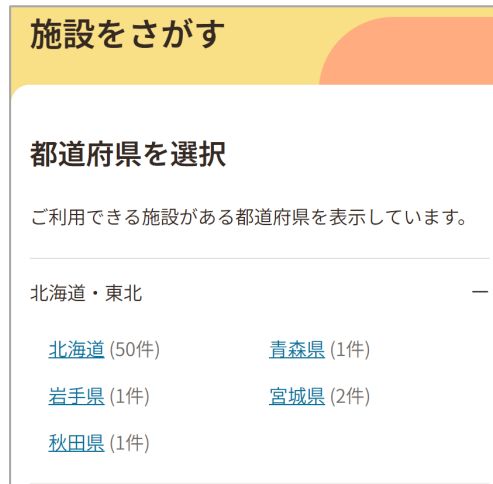 施設をさがす
都道府県を選択
ご利用できる施設がある都道府県を表示しています。
北海道・東北
北海道 (50件) 青森県 (1件)
岩手県 (1件) 宮城県 (2件)
秋田県 (1件)